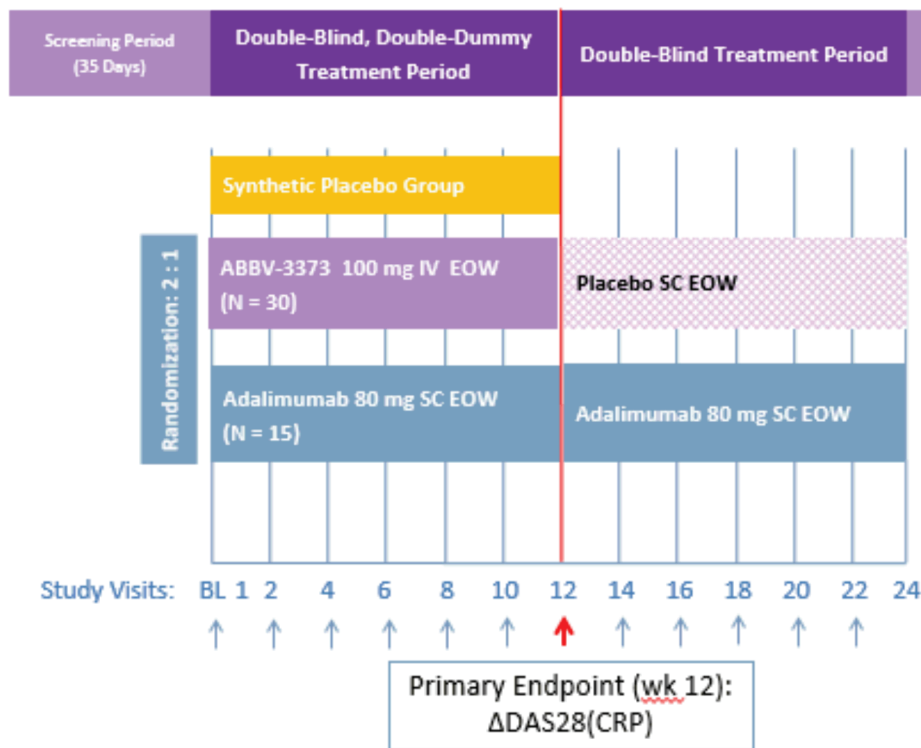 Screening Period
(35 Days)
Double-Blind, Double-Dummy
Treatment Period
Double-Blind Treatment Period
Synthetic Placebo Group
Randomization: 2 : 1
ABBV-3373 100 mg IV EOW
(N = 30)
Placebo SC EOW
Adalimumab 80 mg SC EOW
(N = 15)
Adalimumab 80 mg SC EOW
Study Visits: BL 1 2 4 6 8 10 12 14 16 18 20 22 24
Primary Endpoint (wk 12):
ΔDAS28(CRP)